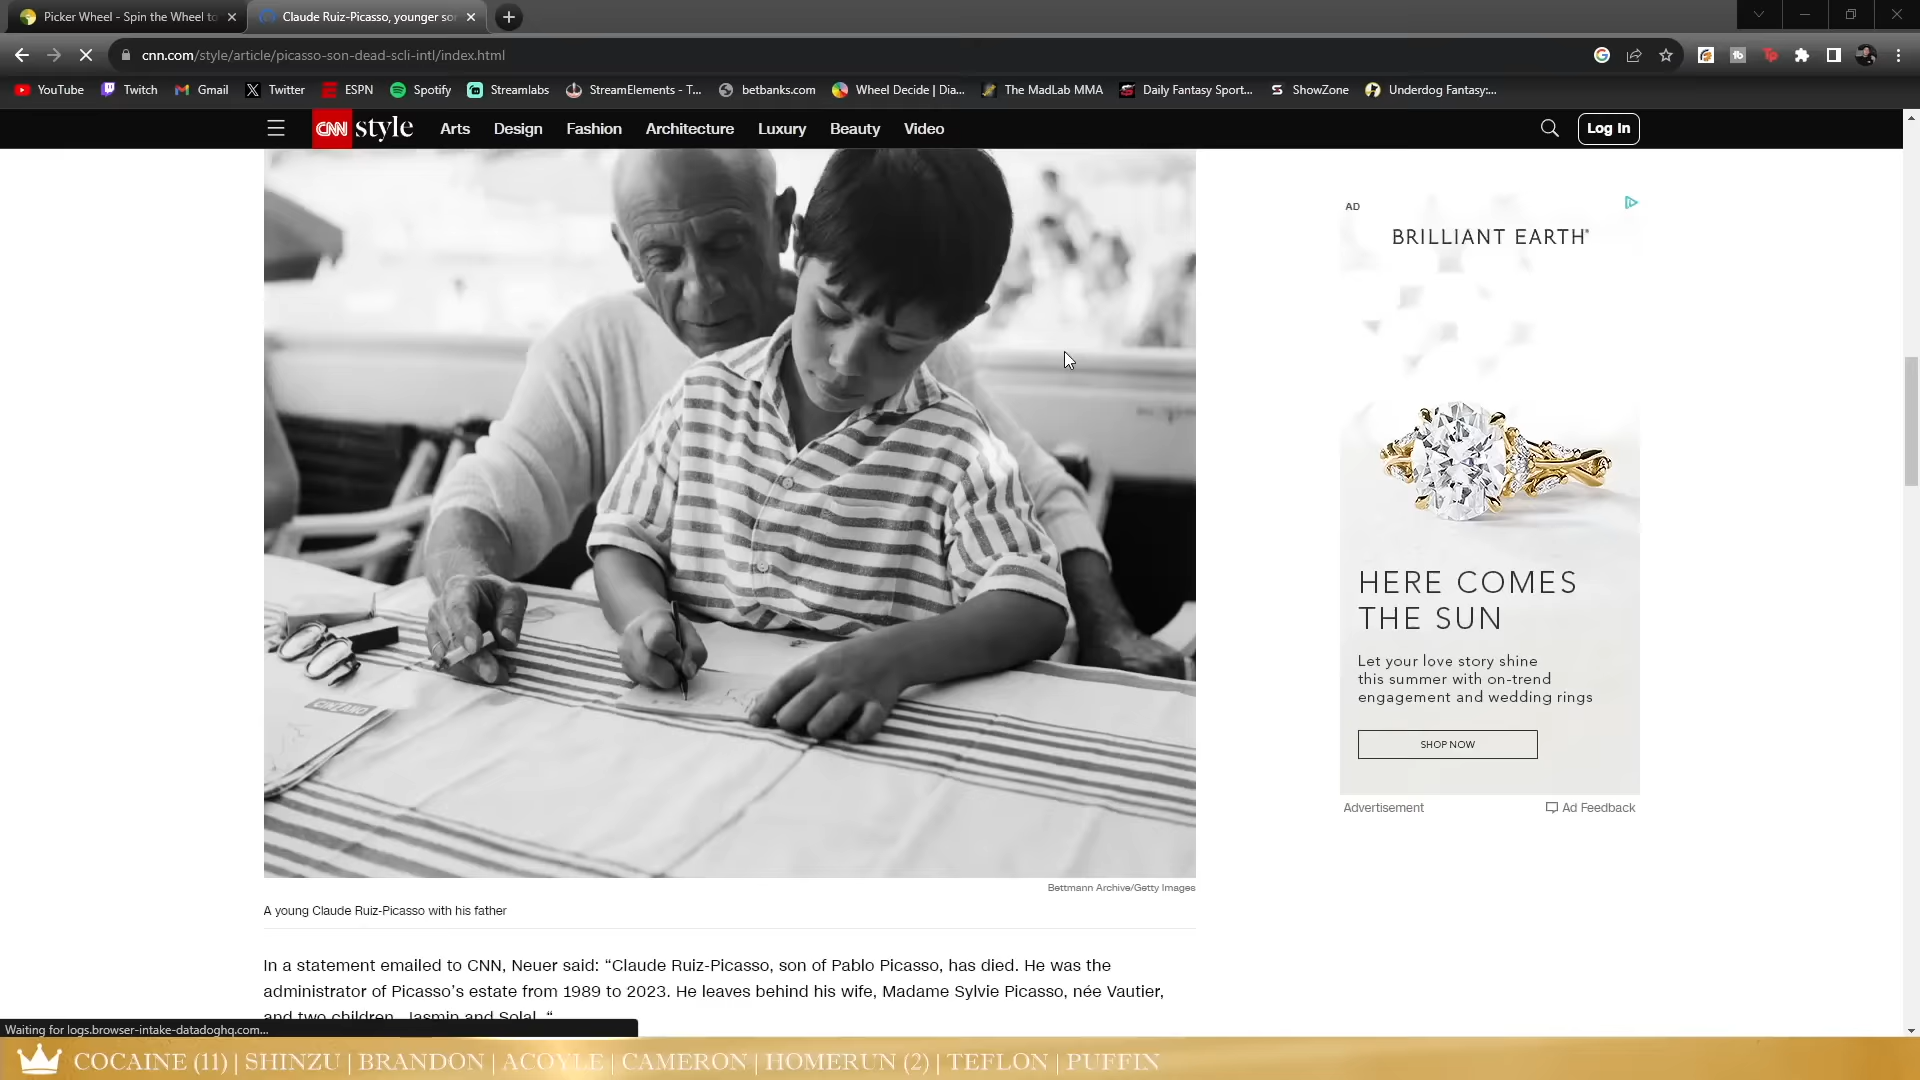 Picker Wheel - Spin the Wheel to
Claude Ruiz-Picasso, younger so
cnn.com/style/article/picasso-son-dead-scli-intl/index.html
YouTube
Twitch
Gmail
Twitter
ESPN
Spotify
Streamlabs
StreamElements - T...
betbanks.com
Wheel Decide | Dia...
The MadLab MMA
Daily Fantasy Sport...
ShowZone
Underdog Fantasy:...
CNN style
Arts
Design
Fashion
Architecture
Luxury
Beauty
Video
Log In
AD
BRILLIANT EARTH®
CINZANO
HERE COMES
THE SUN
Let your love story shine
this summer with on-trend
engagement and wedding rings
SHOP NOW
Advertisement
Ad Feedback
Bettmann Archive/Getty Images
A young Claude Ruiz-Picasso with his father
In a statement emailed to CNN, Neuer said: “Claude Ruiz-Picasso, son of Pablo Picasso, has died. He was the
administrator of Picasso’s estate from 1989 to 2023. He leaves behind his wife, Madame Sylvie Picasso, née Vautier,
and two children, Jasmin and Solal. “
Waiting for logs.browser-intake-datadoghq.com...
COCAINE (11) | SHINZU | BRANDON | ACOYLE | CAMERON | HOMERUN (2) | TEFLON | PUFFIN